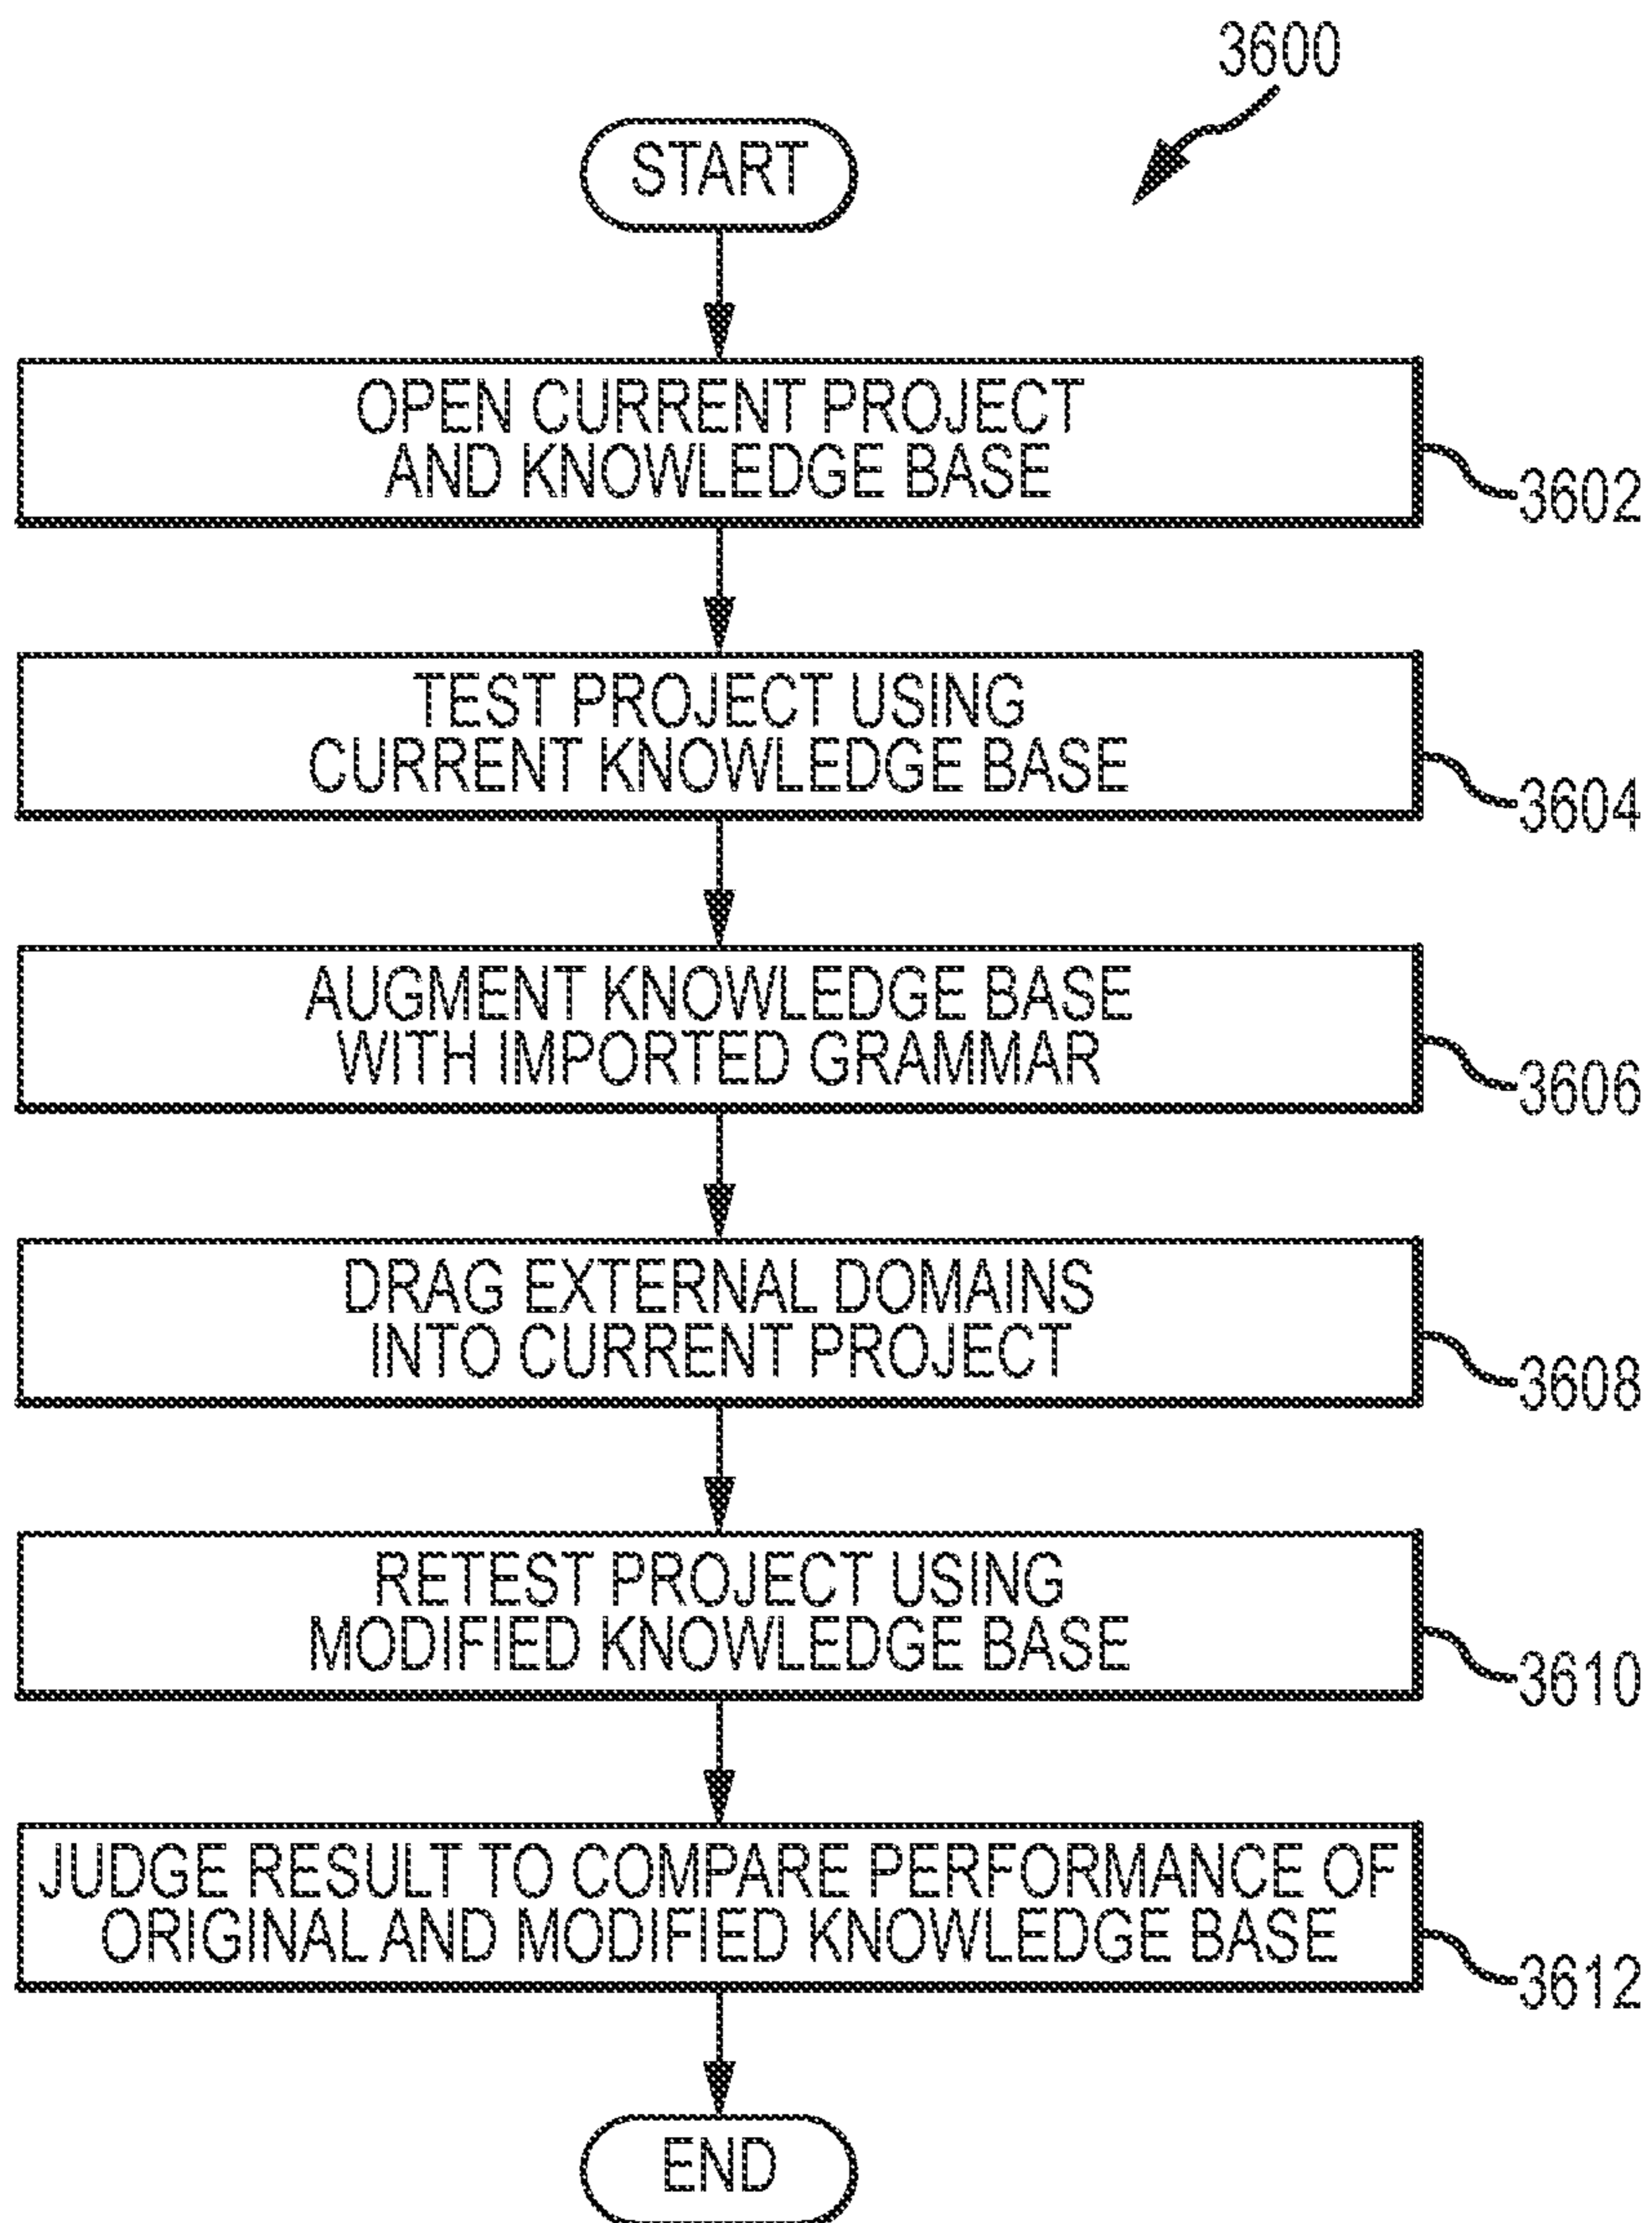 3600
START
OPEN CURRENT PROJECT
AND KNOWLEDGE BASE
3602
TEST PROJECT USING
CURRENT KNOWLEDGE BASE
3604
AUGMENT KNOWLEDGE BASE
WITH IMPORTED GRAMMAR
3606
DRAG EXTERNAL DOMAINS
INTO CURRENT PROJECT
3608
RETEST PROJECT USING
MODIFIED KNOWLEDGE BASE
3610
JUDGE RESULT TO COMPARE PERFORMANCE OF
ORIGINAL AND MODIFIED KNOWLEDGE BASE
3612
END